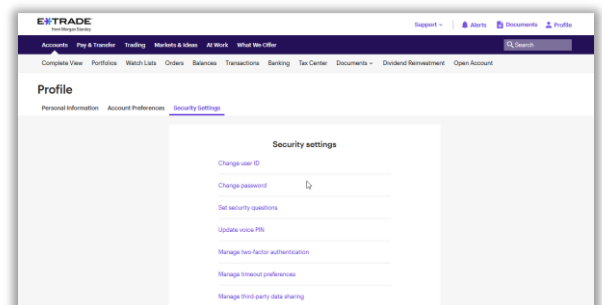 E*TRADE
from Morgan Stanley
Support
Alerts
Documents
Profile
Accounts Pay & Transfer Trading Markets & Ideas At Work What We Offer
Search
Complete View Portfolios Watch Lists Orders Balances Transactions Banking Tax Center Documents Dividend Reinvestment Open Account
Profile
Personal Information Account Preferences Security Settings
Security settings
Change user ID
Change password
Set security questions
Update voice PIN
Manage two-factor authentication
Manage timeout preferences
Manage third-party data sharing